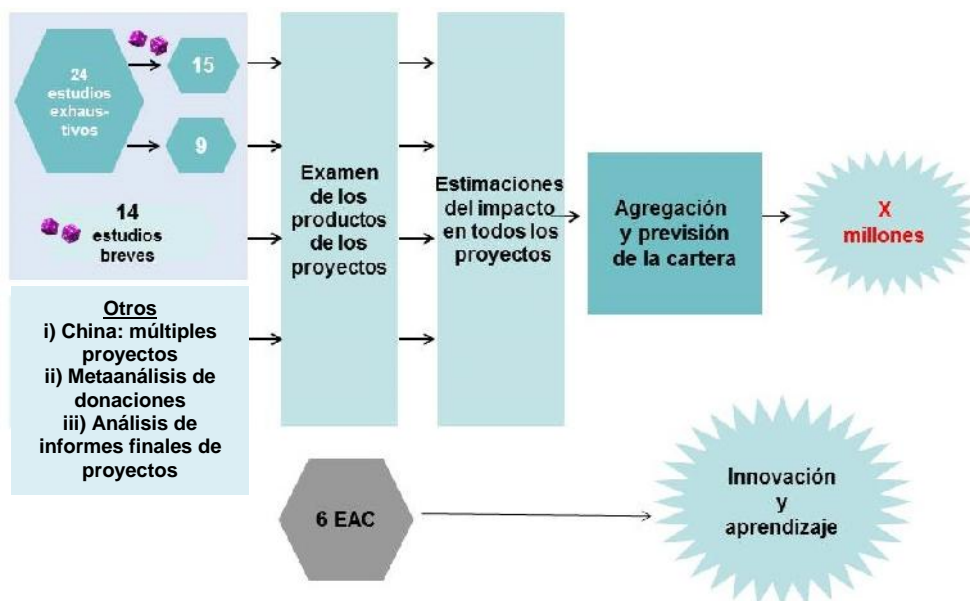 24
estudios
exhaus-
tivos
15
9
14
estudios
breves
Otros
i) China: múltiples
proyectos
ii) Metaanálisis de
donaciones
iii) Análisis de
informes finales de
proyectos
Examen
de los
productos
de los
proyectos
Estimaciones
del impacto
en todos los
proyectos
Agregación
y previsión
de la cartera
X
millones
6 EAC
Innovación
y
aprendizaje